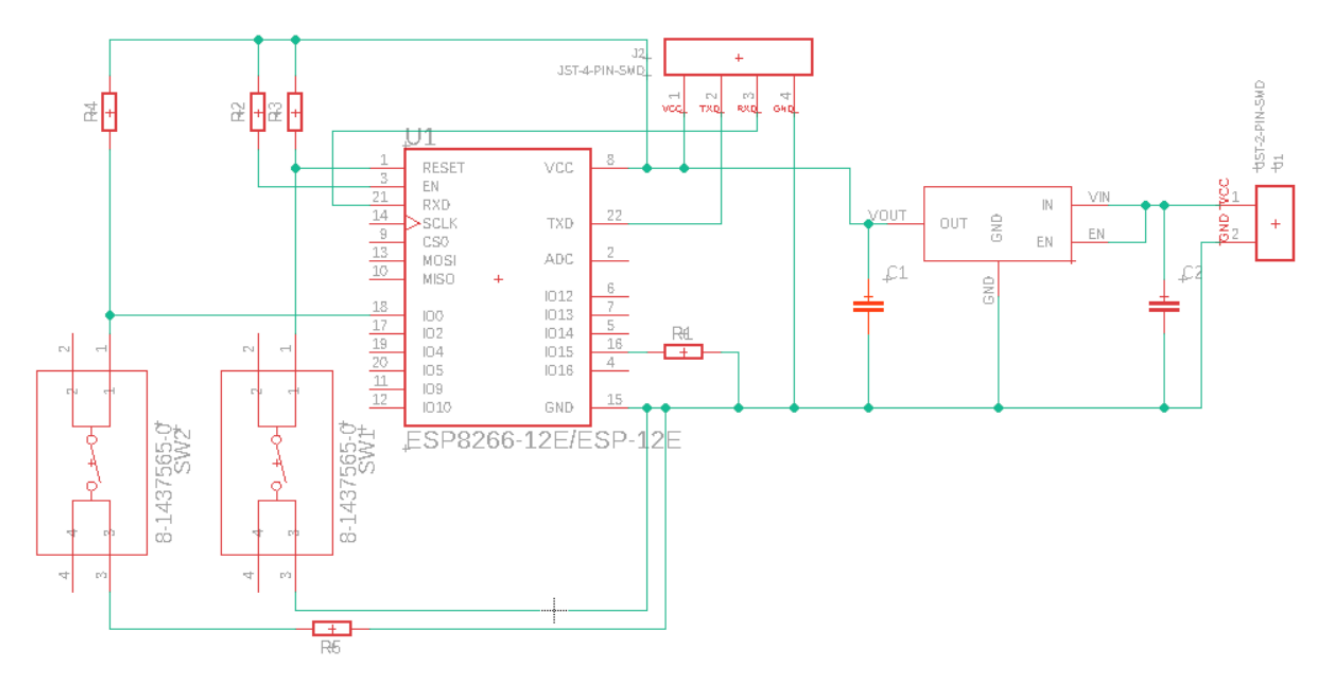 J2
JST-4-PIN-SMD
1
2
3
4
VCC
TXD
RXD
GND
R4
R2
R3
U1
1
RESET
3
EN
21
RXD
14
SCLK
9
CS0
13
MOSI
10
MISO
18
IO0
17
IO2
19
IO4
20
IO5
11
IO9
12
IO10
VCC
8
TXD
22
ADC
2
IO12
6
IO13
7
IO14
5
IO15
16
IO16
4
GND
15
ESP8266-12E/ESP-12E
VOUT
OUT
GND
IN
EN
VIN
EN
GND
C1
C2
JST-2-PIN-SMD
J1
VCC
1
GND
2
2
1
2
1
4
3
4
3
8-1437565-0
SW2
2
1
2
1
4
3
4
3
8-1437565-0
SW1